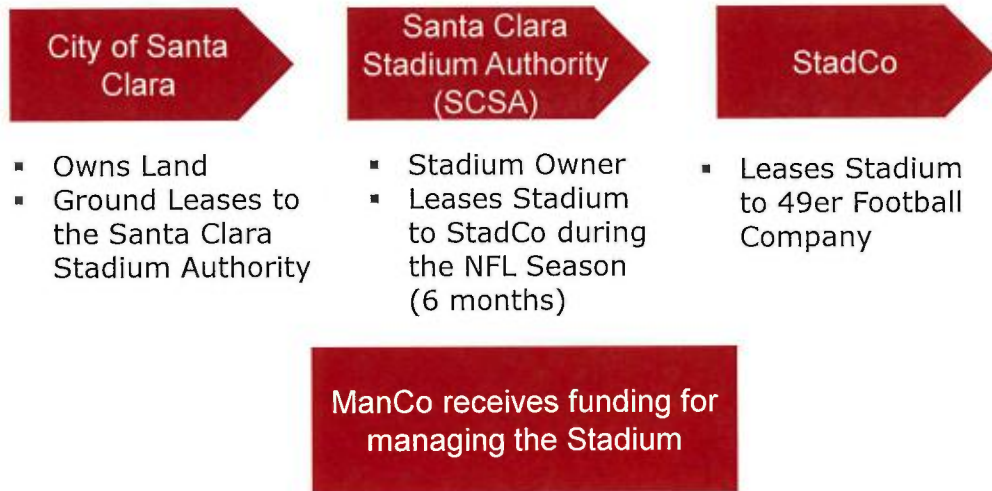 City of Santa
Clara
▪ Owns Land
▪ Ground Leases to
the Santa Clara
Stadium Authority
Santa Clara
Stadium Authority
(SCSA)
▪ Stadium Owner
▪ Leases Stadium
to StadCo during
the NFL Season
(6 months)
StadCo
▪ Leases Stadium
to 49er Football
Company
ManCo receives funding for
managing the Stadium